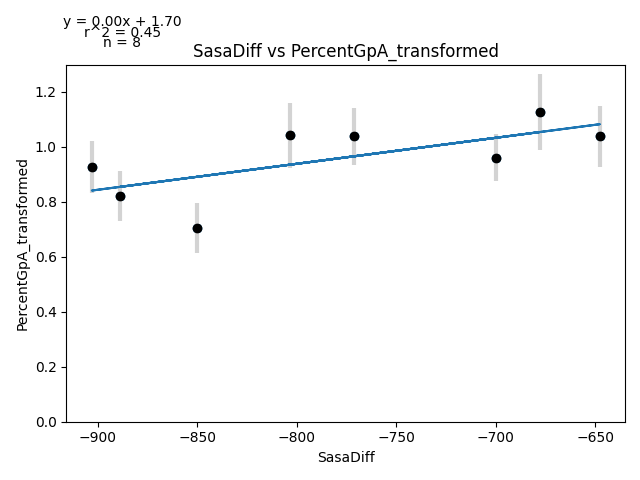 y = 0.00x + 1.70
r^2 = 0.45
n = 8
SasaDiff vs PercentGpA_transformed
PercentGpA_transformed
1.2
1.0
0.8
0.6
0.4
0.2
0.0
−900
−850
−800
−750
−700
−650
SasaDiff